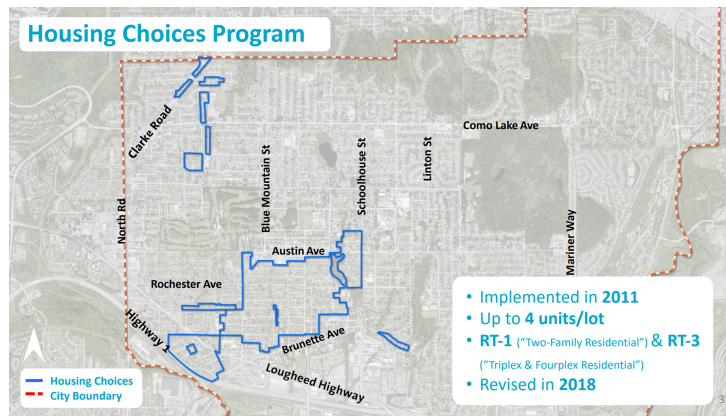 Housing Choices Program
Clarke Road
Como Lake Ave
North Rd
Blue Mountain St
Schoolhouse St
Linton St
Mariner Way
Austin Ave
Rochester Ave
Highway 1
Brunette Ave
Lougheed Highway
Housing Choices
City Boundary
• Implemented in 2011
• Up to 4 units/lot
• RT-1 ("Two-Family Residential") & RT-3
("Triplex & Fourplex Residential")
• Revised in 2018